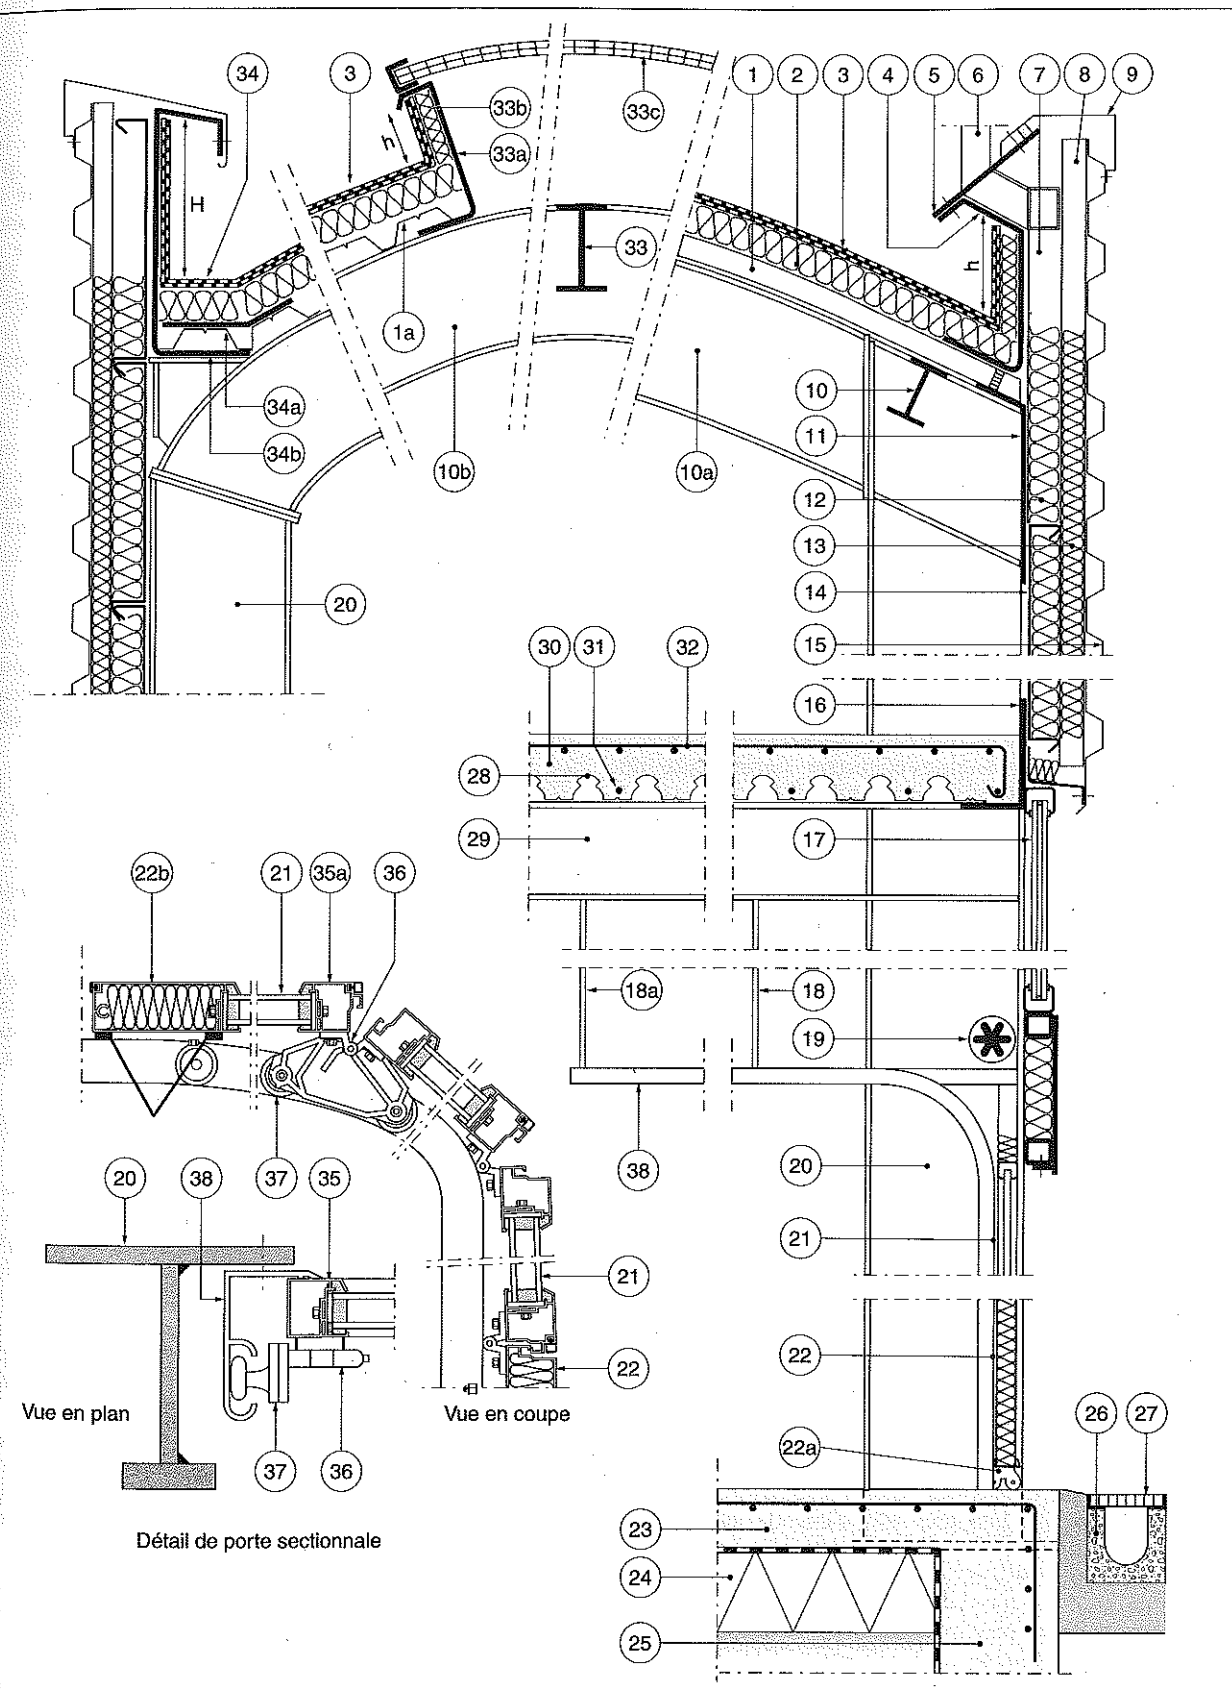 34 3 33c 1 2 3 4 5 6 7 8 9
33b
33a
h
H
h
33
1a
10
34a
11
34b 10b 10a
12
13
14
20
15
30 31 32
16
28
29 17
22b 21 35a 36
18a 18
19
20 38 37 35 38 20
21
21
22
22
Vue en plan Vue en coupe 26 27
22a
37 36
23
Détail de porte sectionnale
24
25